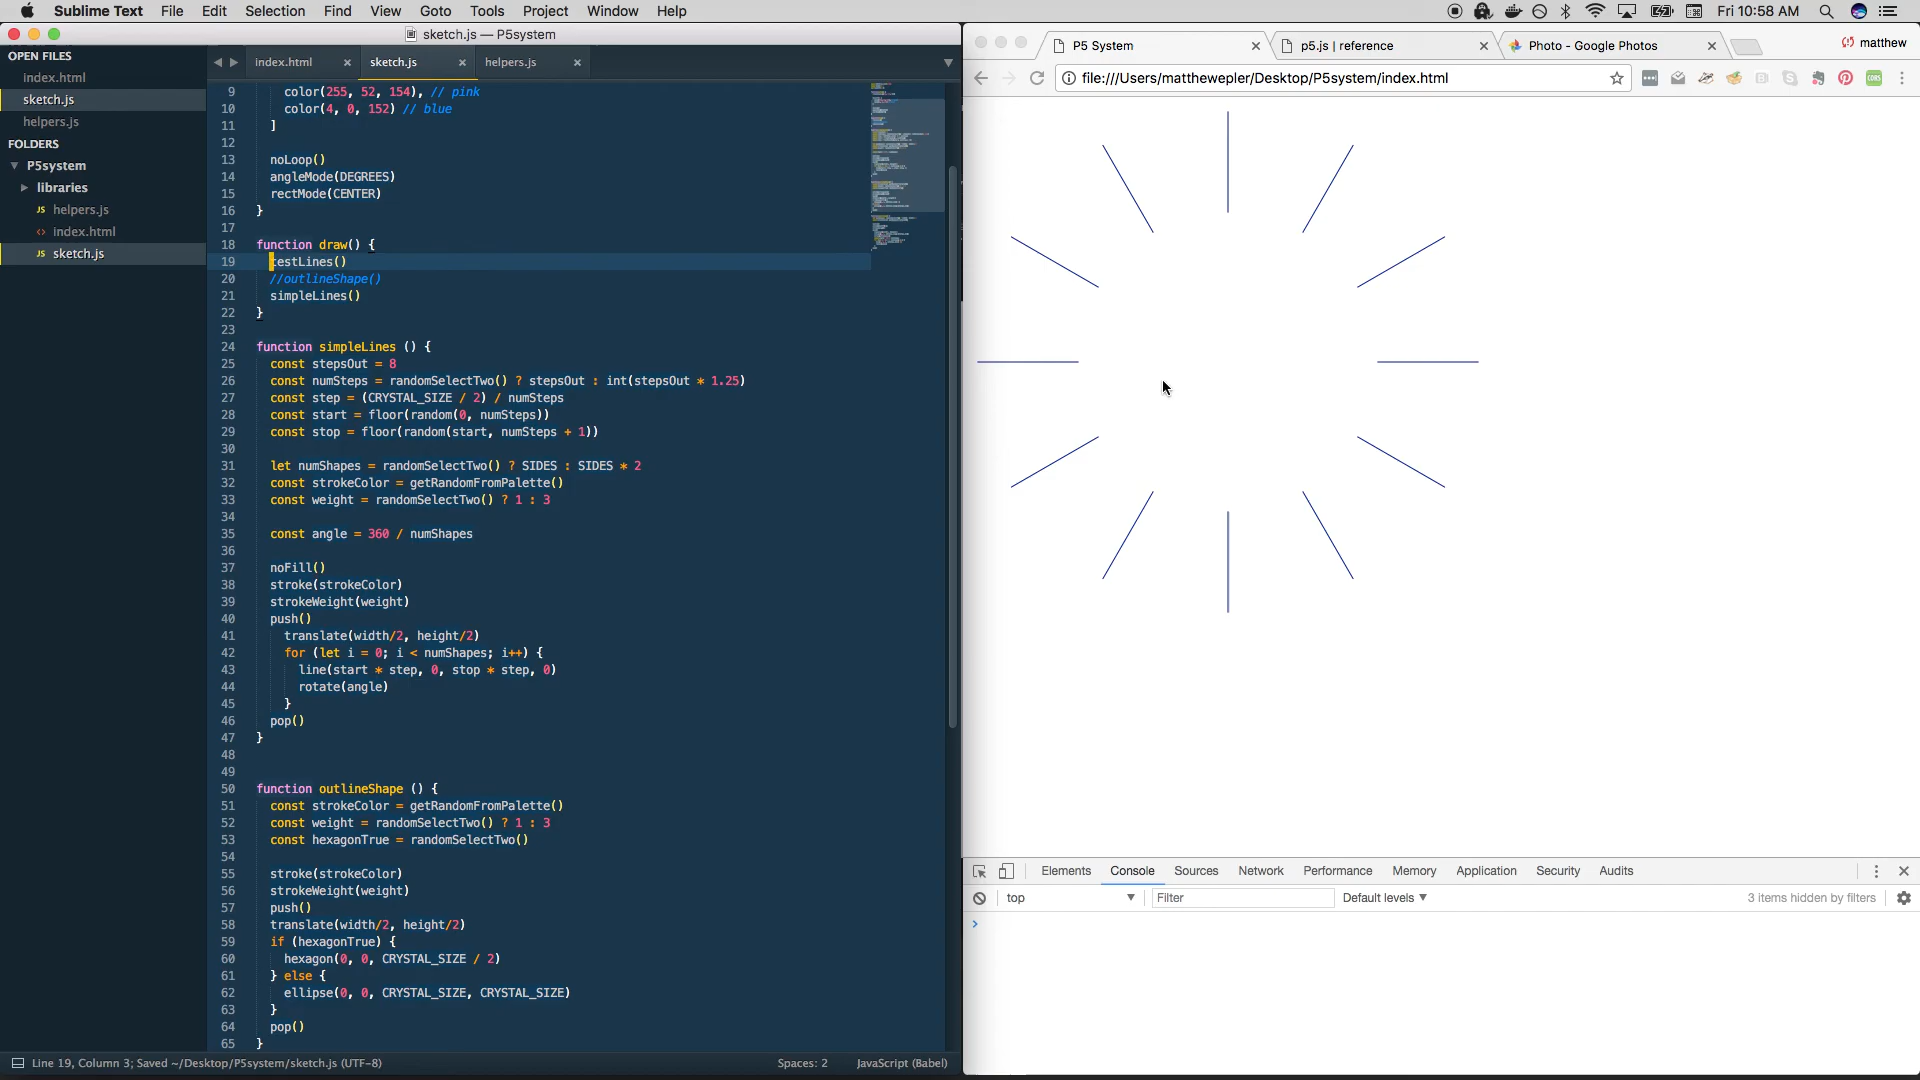 Sublime Text File Edit Selection Find View Goto Tools Project Window Help Fri 10:58 AM
sketch.js — P5system
OPEN FILES
index.html
sketch.js
helpers.js
FOLDERS
P5system
libraries
JS helpers.js
<> index.html
JS sketch.js
index.html × sketch.js × helpers.js ×
9 color(255, 52, 154), // pink
10 color(4, 0, 152) // blue
11 ]
12
13 noLoop()
14 angleMode(DEGREES)
15 rectMode(CENTER)
16 }
17
18 function draw() {
19 testLines()
20 //outlineShape()
21 simpleLines()
22 }
23
24 function simpleLines () {
25 const stepsOut = 8
26 const numSteps = randomSelectTwo() ? stepsOut : int(stepsOut * 1.25)
27 const step = (CRYSTAL_SIZE / 2) / numSteps
28 const start = floor(random(0, numSteps))
29 const stop = floor(random(start, numSteps + 1))
30
31 let numShapes = randomSelectTwo() ? SIDES : SIDES * 2
32 const strokeColor = getRandomFromPalette()
33 const weight = randomSelectTwo() ? 1 : 3
34
35 const angle = 360 / numShapes
36
37 noFill()
38 stroke(strokeColor)
39 strokeWeight(weight)
40 push()
41 translate(width/2, height/2)
42 for (let i = 0; i < numShapes; i++) {
43 line(start * step, 0, stop * step, 0)
44 rotate(angle)
45 }
46 pop()
47 }
48
49
50 function outlineShape () {
51 const strokeColor = getRandomFromPalette()
52 const weight = randomSelectTwo() ? 1 : 3
53 const hexagonTrue = randomSelectTwo()
54
55 stroke(strokeColor)
56 strokeWeight(weight)
57 push()
58 translate(width/2, height/2)
59 if (hexagonTrue) {
60 hexagon(0, 0, CRYSTAL_SIZE / 2)
61 } else {
62 ellipse(0, 0, CRYSTAL_SIZE, CRYSTAL_SIZE)
63 }
64 pop()
65 }
Line 19, Column 3; Saved ~/Desktop/P5system/sketch.js (UTF-8) Spaces: 2 JavaScript (Babel)
P5 System × p5.js | reference × Photo - Google Photos × matthew
file:///Users/matthewepler/Desktop/P5system/index.html
Elements Console Sources Network Performance Memory Application Security Audits
top Filter Default levels 3 items hidden by filters